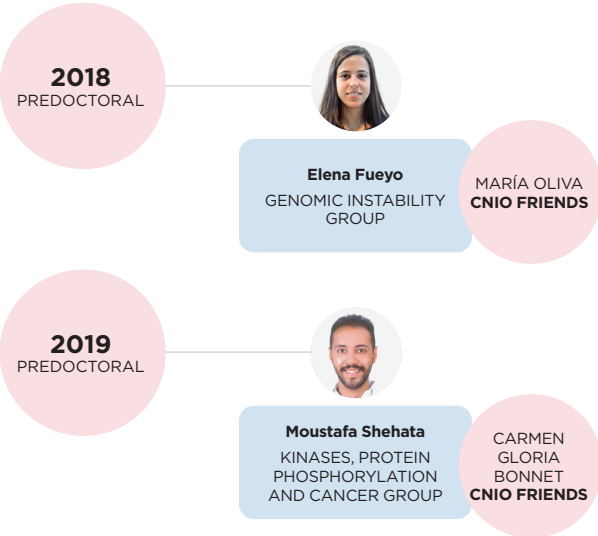 2018
PREDOCTORAL
Elena Fueyo
GENOMIC INSTABILITY
GROUP
MARÍA OLIVA
CNIO FRIENDS
2019
PREDOCTORAL
Moustafa Shehata
KINASES, PROTEIN
PHOSPHORYLATION
AND CANCER GROUP
CARMEN
GLORIA
BONNET
CNIO FRIENDS